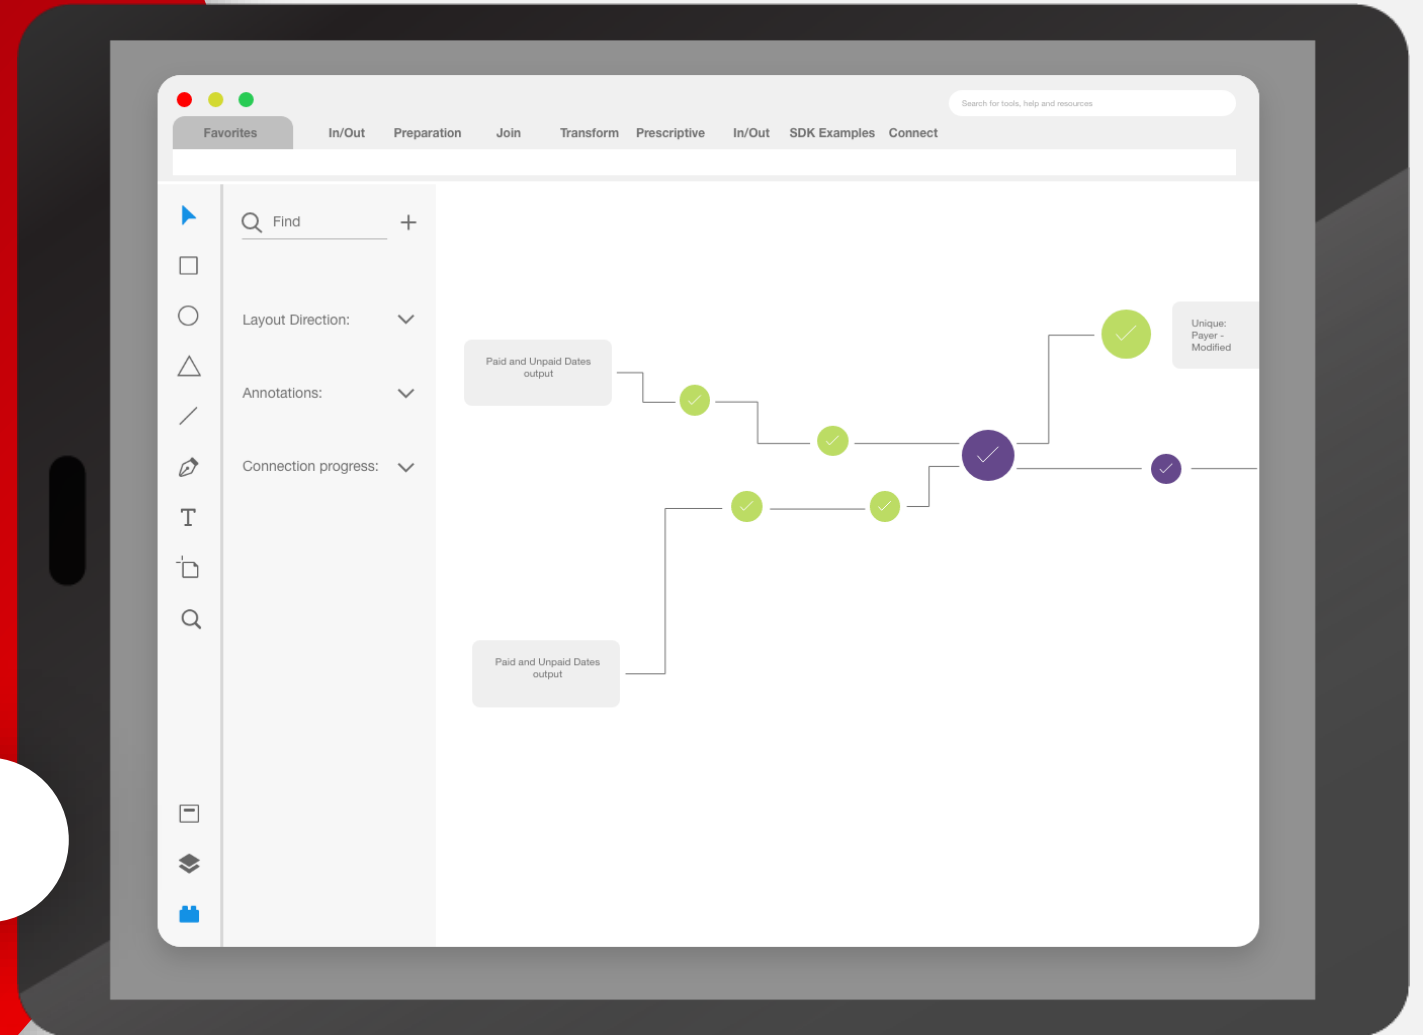 Search for tools, help and resources
Favorites In/Out Preparation Join Transform Prescriptive In/Out SDK Examples Connect
Find
Layout Direction:
Annotations:
Connection progress:
T
Paid and Unpaid Dates
output
Unique:
Payer -
Modified
Paid and Unpaid Dates
output